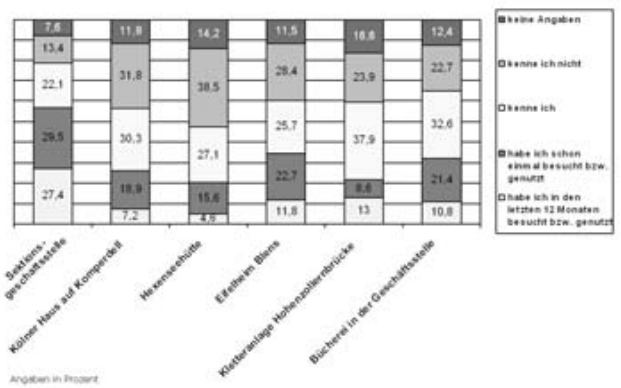 7,6 11,8 14,2 11,5 16,6 12,4
13,4 31,8 38,5 28,4 23,9 22,7
22,1 30,3 27,1 25,7 37,9 32,6
29,5 18,9 15,6 22,7 8,6 21,4
27,4 7,2 4,6 11,8 13 10,8
Sektions-
geschäftsstelle
Kölner Haus auf Komperdell
Hexenseehütte
Eifelheim Blens
Kletteranlage Hohenzollernbrücke
Bücherei in der Geschäftsstelle
keine Angaben
kenne ich nicht
kenne ich
habe ich schon
einmal besucht bzw.
genutzt
habe ich in den
letzten 12 Monaten
besucht bzw. genutzt
Angaben in Prozent